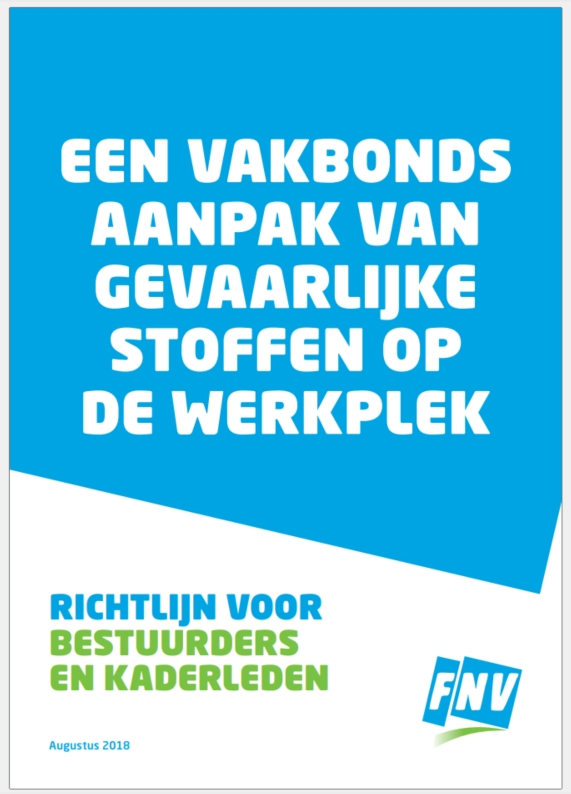 EEN VAKBONDS
AANPAK VAN
GEVAARLIJKE
STOFFEN OP
DE WERKPLEK
RICHTLIJN VOOR
BESTUURDERS
EN KADERLEDEN
FNV
Augustus 2018